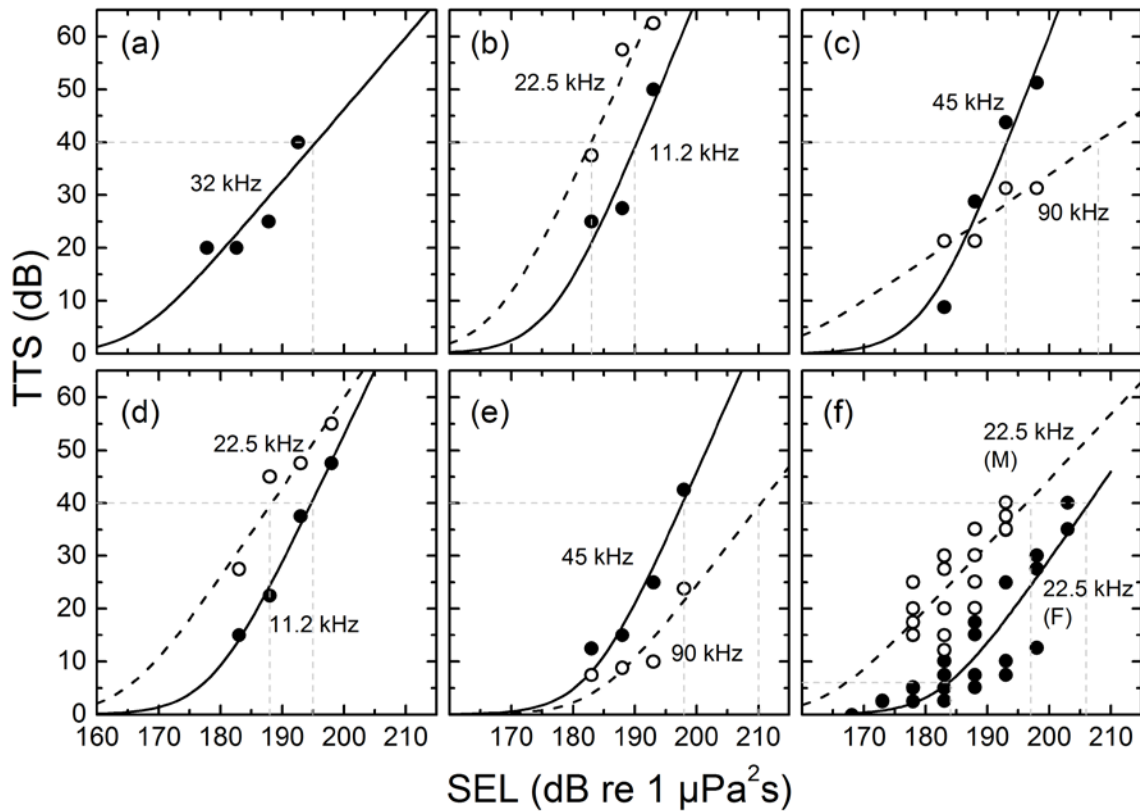 60
50
40
30
20
10
0
(a)
32 kHz
(b)
22.5 kHz
11.2 kHz
(c)
45 kHz
90 kHz
TTS (dB)
60
50
40
30
20
10
0
(d)
22.5 kHz
11.2 kHz
(e)
45 kHz
90 kHz
(f)
22.5 kHz
(M)
22.5 kHz
(F)
160 170 180 190 200 210
170 180 190 200 210
170 180 190 200 210
SEL (dB re 1 µPa²s)